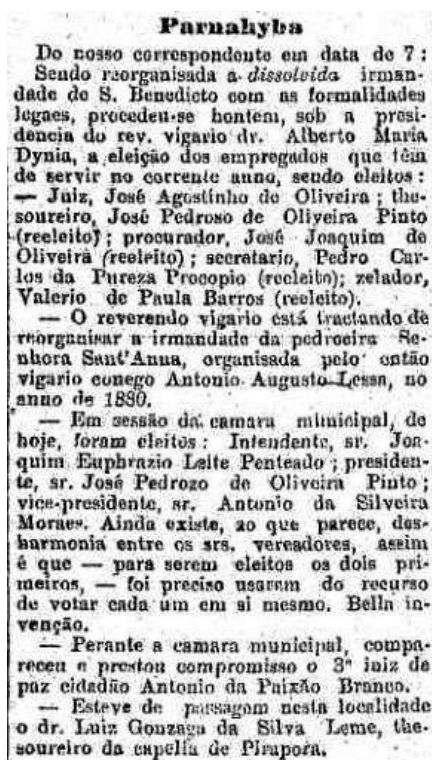 Parnahyba
Do nosso correspondente em data de 7:
Sendo reorganisada a dissolvida irman-
dade de S. Benedicto com as formalidades
legaes, procedeu-se hontem, sob a presi-
dencia do rev. vigario dr. Alberto Maria
Dynia, a eleição dos empregados que têm
de servir no corrente anno, sendo eleitos:
— Juiz, José Agostinho de Oliveira; the-
soureiro, José Pedroso de Oliveira Pinto
(reeleito); procurador, José Joaquim de
Oliveira (reeleito); secretario, Pedro Car-
los da Pureza Procopio (reeleito); zelador,
Valerio de Paula Barros (reeleito).
— O reverendo vigario está tractando de
reorganisar a irmandade da pedroeira Se-
nhora Sant'Anna, organisada pelo então
vigario conego Antonio Augusto Lessa, no
anno de 1880.
— Em sessão da camara municipal, de
hoje, foram eleitos: Intendente, sr. Joa-
quim Euphrazio Leite Penteado; presiden-
te, sr. José Pedrozo de Oliveira Pinto;
vice-presidente, sr. Antonio da Silveira
Moraes. Ainda existe, ao que parece, des-
harmonia entre os srs. vereadores, assim
é que — para serem eleitos os dois pri-
meiros, — foi preciso usarem do recurso
de votar cada um em si mesmo. Bella in-
venção.
— Perante a camara municipal, compa-
receu e prestou compromisso o 3º juiz de
paz cidadão Antonio da Paixão Branco.
— Esteve de passagem nesta localidade
o dr. Luiz Gonzaga da Silva Leme, the-
soureiro da capella de Pirapora.